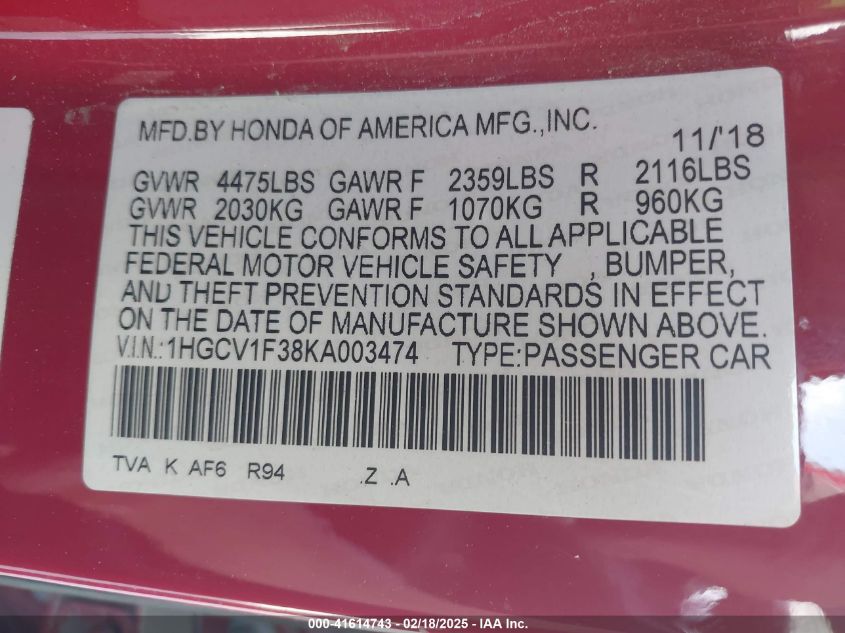 MFD.BY HONDA OF AMERICA MFG.,INC. 11/'18
GVWR 4475LBS GAWR F 2359LBS R 2116LBS
GVWR 2030KG GAWR F 1070KG R 960KG
THIS VEHICLE CONFORMS TO ALL APPLICABLE
FEDERAL MOTOR VEHICLE SAFETY , BUMPER,
AND THEFT PREVENTION STANDARDS IN EFFECT
ON THE DATE OF MANUFACTURE SHOWN ABOVE.
V.I.N.:1HGCV1F38KA003474 TYPE:PASSENGER CAR
TVA K AF6 R94 .Z .A
000-41614743 - 02/18/2025 - IAA, Inc.